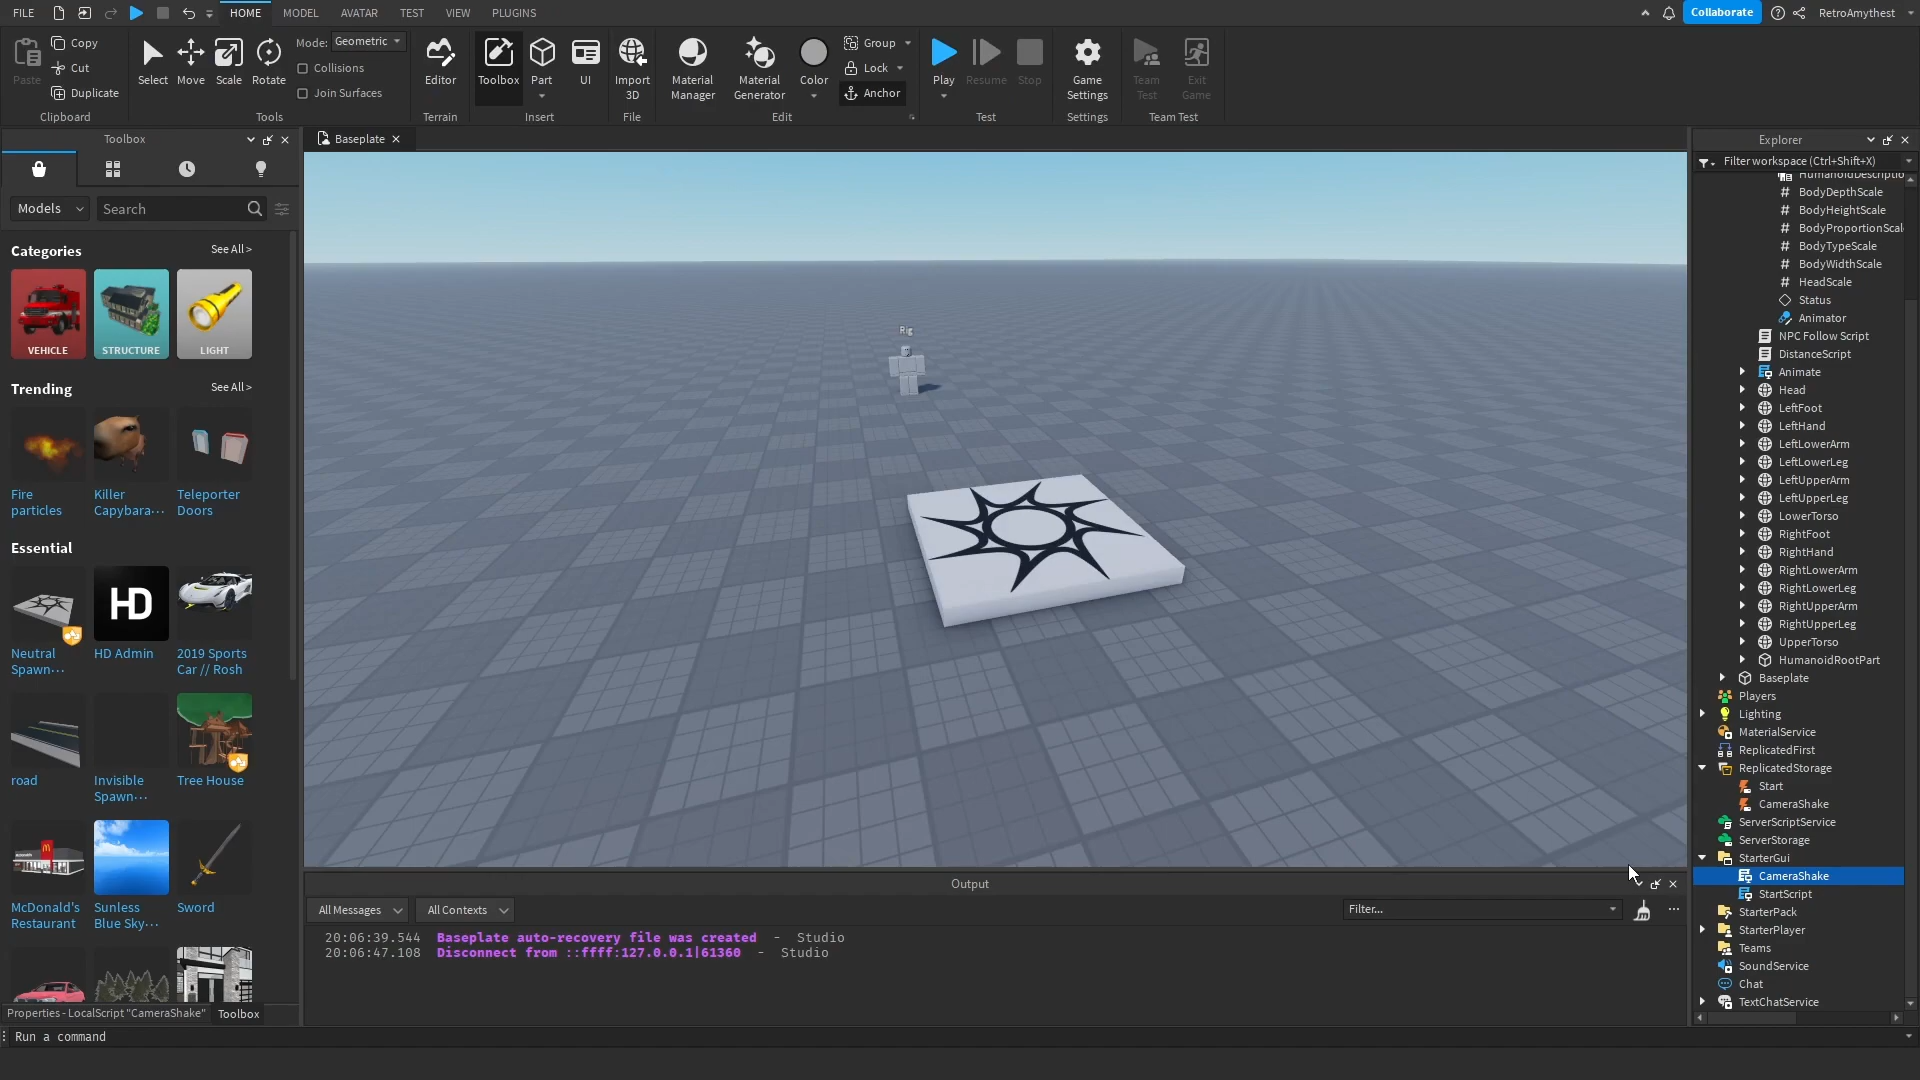 FILE
HOME
MODEL
AVATAR
TEST
VIEW
PLUGINS
Collaborate
RetroAmythest
Paste
Copy
Cut
Duplicate
Clipboard
Select
Move
Scale
Rotate
Mode:
Geometric
Collisions
Join Surfaces
Tools
Editor
Terrain
Toolbox
Part
UI
Insert
Import
3D
File
Material
Manager
Material
Generator
Color
Group
Lock
Anchor
Edit
Play
Resume
Stop
Test
Game
Settings
Settings
Team
Test
Exit
Game
Team Test
Toolbox
Models
Search
Categories
See All >
VEHICLE
STRUCTURE
LIGHT
Trending
See All >
Fire
particles
Killer
Capybara···
Teleporter
Doors
Essential
HD
Neutral
Spawn···
HD Admin
2019 Sports
Car // Rosh
road
Invisible
Spawn···
Tree House
McDonald's
Restaurant
Sunless
Blue Sky···
Sword
Properties - LocalScript "CameraShake"
Toolbox
Run a command
Baseplate
Rig
Output
All Messages
All Contexts
Filter...
20:06:39.544 Baseplate auto-recovery file was created - Studio
20:06:47.108 Disconnect from ::ffff:127.0.0.1|61360 - Studio
Explorer
Filter workspace (Ctrl+Shift+X)
HumanoidDescriptio
BodyDepthScale
BodyHeightScale
BodyProportionScal
BodyTypeScale
BodyWidthScale
HeadScale
Status
Animator
NPC Follow Script
DistanceScript
Animate
Head
LeftFoot
LeftHand
LeftLowerArm
LeftLowerLeg
LeftUpperArm
LeftUpperLeg
LowerTorso
RightFoot
RightHand
RightLowerArm
RightLowerLeg
RightUpperArm
RightUpperLeg
UpperTorso
HumanoidRootPart
Baseplate
Players
Lighting
MaterialService
ReplicatedFirst
ReplicatedStorage
Start
CameraShake
ServerScriptService
ServerStorage
StarterGui
CameraShake
StartScript
StarterPack
StarterPlayer
Teams
SoundService
Chat
TextChatService